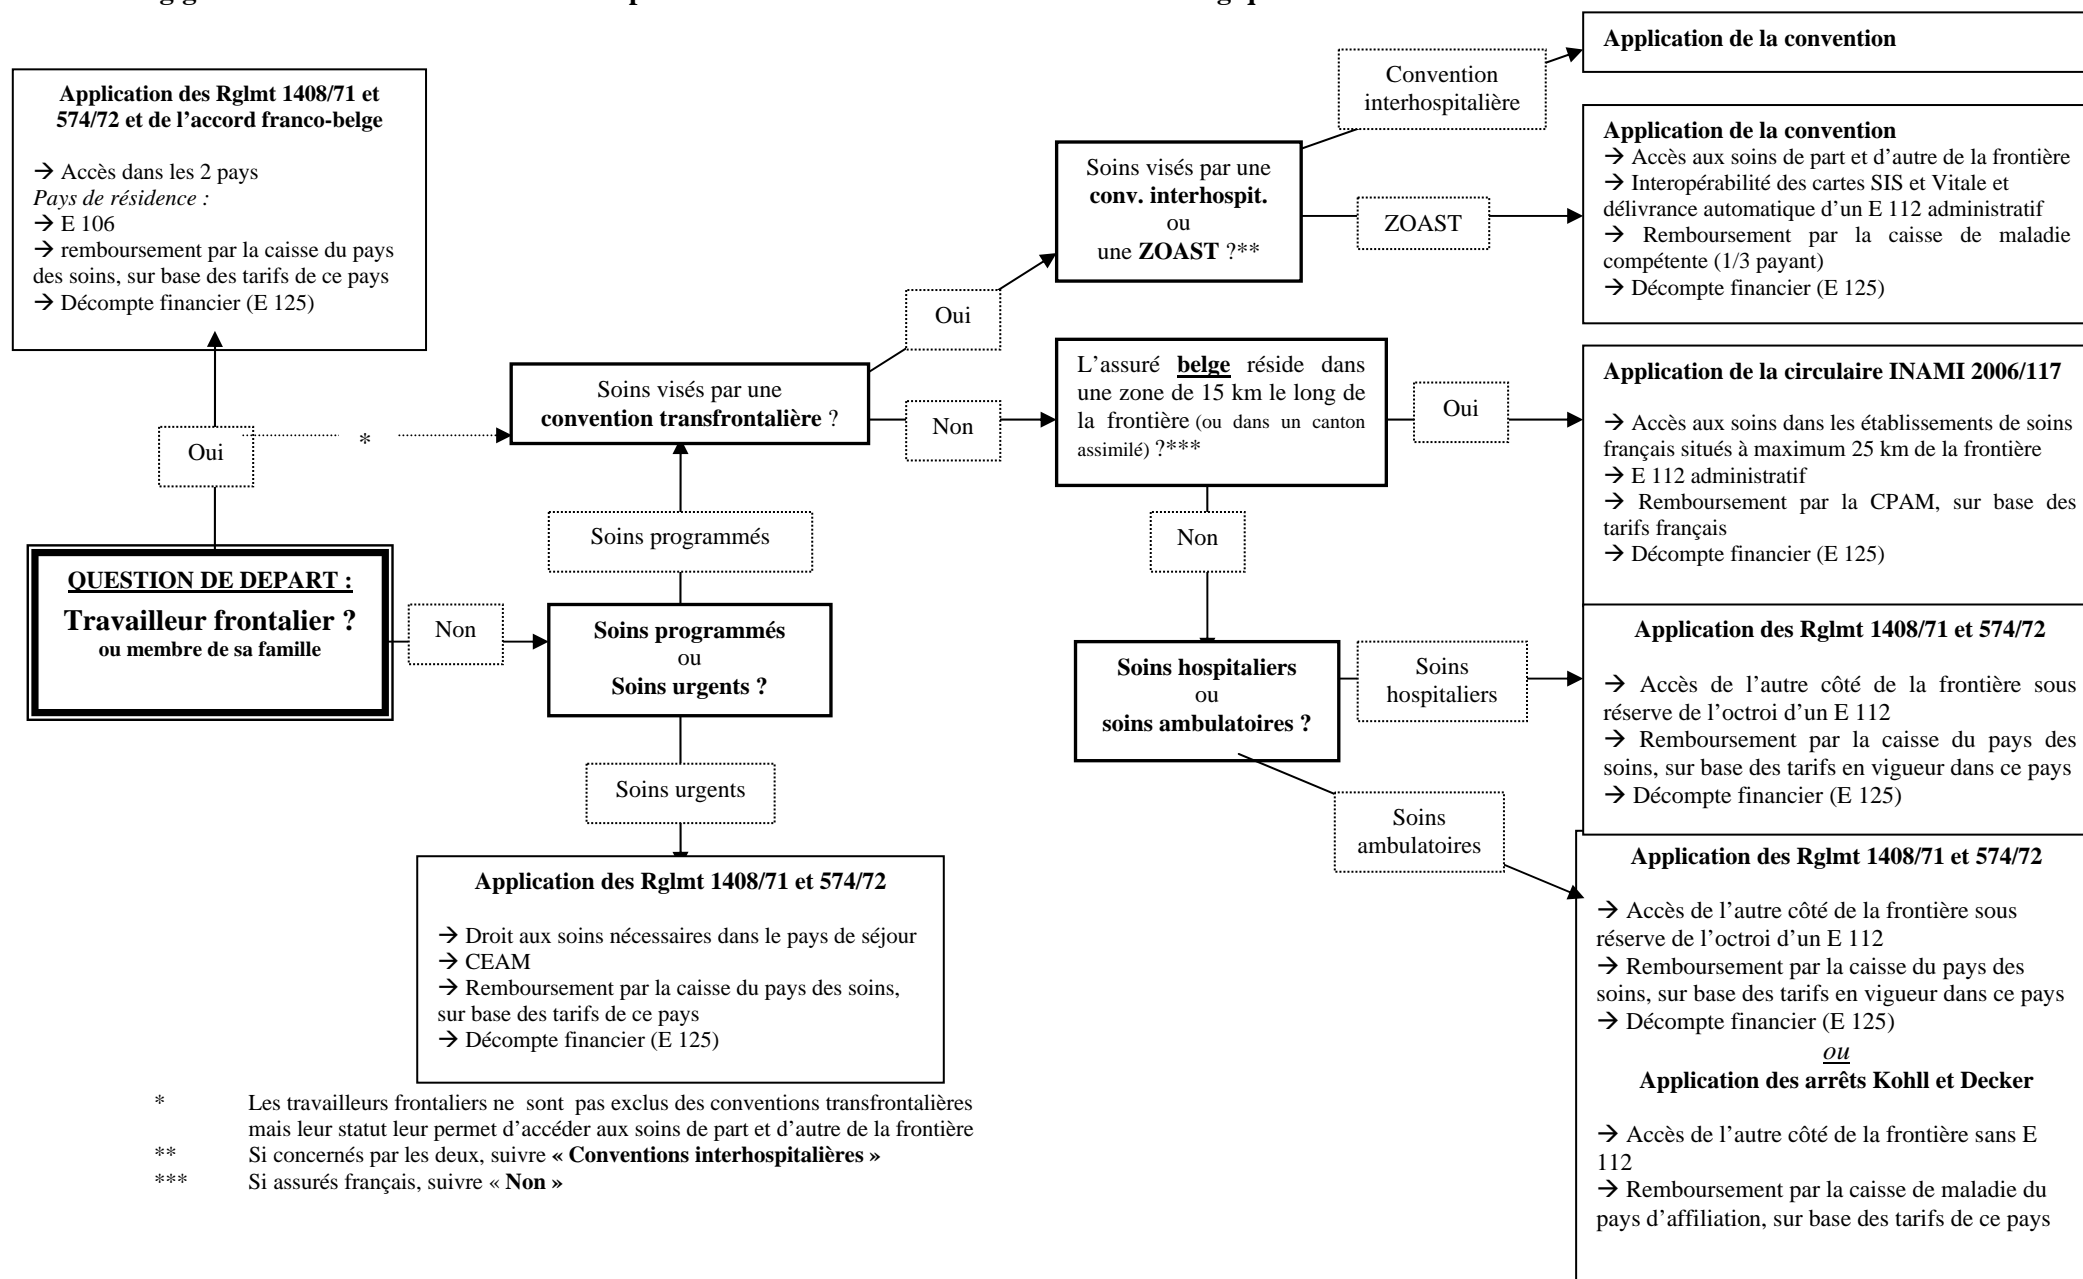 Application des Rglmt 1408/71 et
574/72 et de l’accord franco-belge
→ Accès dans les 2 pays
Pays de résidence :
→ E 106
→ remboursement par la caisse du pays
des soins, sur base des tarifs de ce pays
→ Décompte financier (E 125)
Oui
*
QUESTION DE DEPART :
Travailleur frontalier ?
ou membre de sa famille
Non
Soins programmés
ou
Soins urgents ?
Soins programmés
Soins visés par une
convention transfrontalière ?
Soins urgents
Application des Rglmt 1408/71 et 574/72
→ Droit aux soins nécessaires dans le pays de séjour
→ CEAM
→ Remboursement par la caisse du pays des soins,
sur base des tarifs de ce pays
→ Décompte financier (E 125)
Oui
Non
Soins visés par une
conv. interhospit.
ou
une ZOAST ?**
Convention
interhospitalière
ZOAST
Application de la convention
Application de la convention
→ Accès aux soins de part et d’autre de la frontière
→ Interopérabilité des cartes SIS et Vitale et
délivrance automatique d’un E 112 administratif
→ Remboursement par la caisse de maladie
compétente (1/3 payant)
→ Décompte financier (E 125)
L’assuré belge réside dans
une zone de 15 km le long de
la frontière (ou dans un canton
assimilé) ?***
Oui
Application de la circulaire INAMI 2006/117
→ Accès aux soins dans les établissements de soins
français situés à maximum 25 km de la frontière
→ E 112 administratif
→ Remboursement par la CPAM, sur base des
tarifs français
→ Décompte financier (E 125)
Non
Soins hospitaliers
ou
soins ambulatoires ?
Soins
hospitaliers
Application des Rglmt 1408/71 et 574/72
→ Accès de l’autre côté de la frontière sous
réserve de l’octroi d’un E 112
→ Remboursement par la caisse du pays des
soins, sur base des tarifs en vigueur dans ce pays
→ Décompte financier (E 125)
Soins
ambulatoires
Application des Rglmt 1408/71 et 574/72
→ Accès de l’autre côté de la frontière sous
réserve de l’octroi d’un E 112
→ Remboursement par la caisse du pays des
soins, sur base des tarifs en vigueur dans ce pays
→ Décompte financier (E 125)
ou
Application des arrêts Kohll et Decker
→ Accès de l’autre côté de la frontière sans E
112
→ Remboursement par la caisse de maladie du
pays d’affiliation, sur base des tarifs de ce pays
* Les travailleurs frontaliers ne sont pas exclus des conventions transfrontalières
mais leur statut leur permet d’accéder aux soins de part et d’autre de la frontière
** Si concernés par les deux, suivre « Conventions interhospitalières »
*** Si assurés français, suivre « Non »